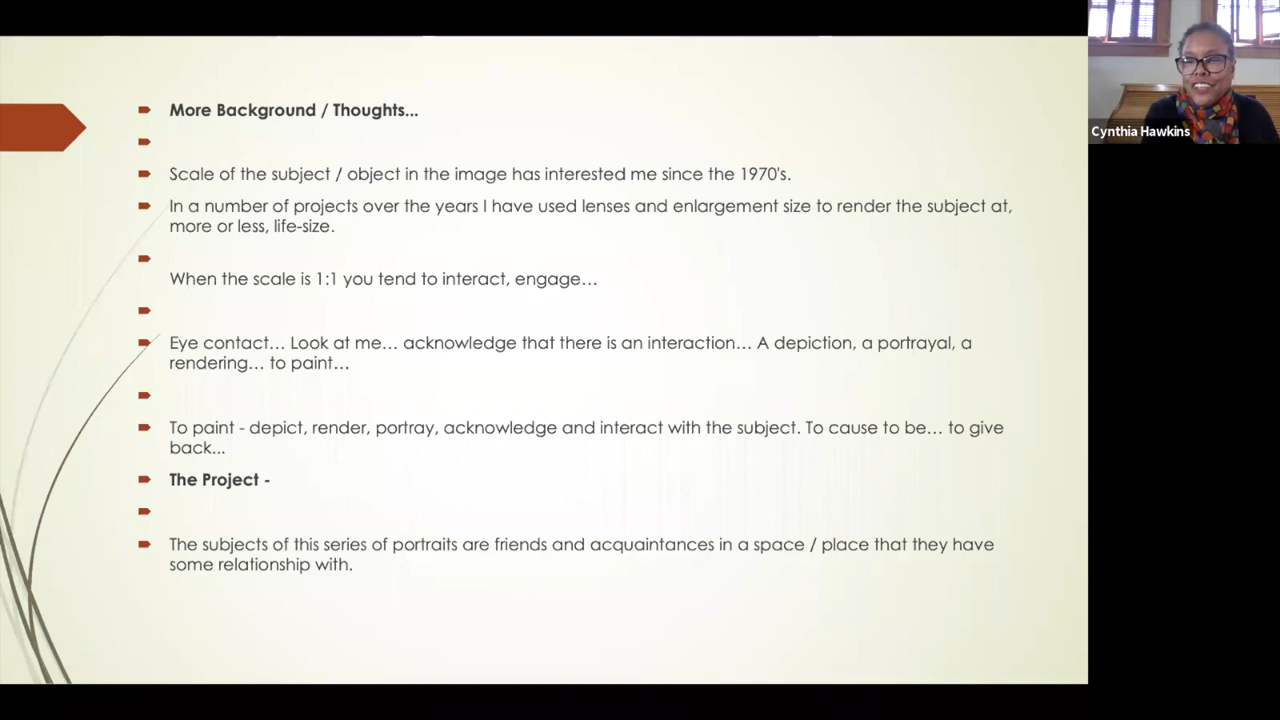 More Background / Thoughts...
Scale of the subject / object in the image has interested me since the 1970's.
In a number of projects over the years I have used lenses and enlargement size to render the subject at,
more or less, life-size.
When the scale is 1:1 you tend to interact, engage…
Eye contact… Look at me… acknowledge that there is an interaction… A depiction, a portrayal, a
rendering… to paint…
To paint - depict, render, portray, acknowledge and interact with the subject. To cause to be… to give
back...
The Project -
The subjects of this series of portraits are friends and acquaintances in a space / place that they have
some relationship with.
Cynthia Hawkins